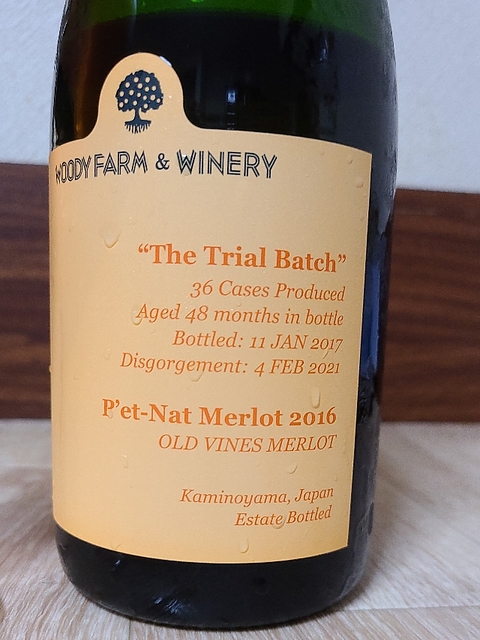 WOODY FARM & WINERY
“The Trial Batch”
36 Cases Produced
Aged 48 months in bottle
Bottled: 11 JAN 2017
Disgorgement: 4 FEB 2021
P’et-Nat Merlot 2016
OLD VINES MERLOT
Kaminoyama, Japan
Estate Bottled